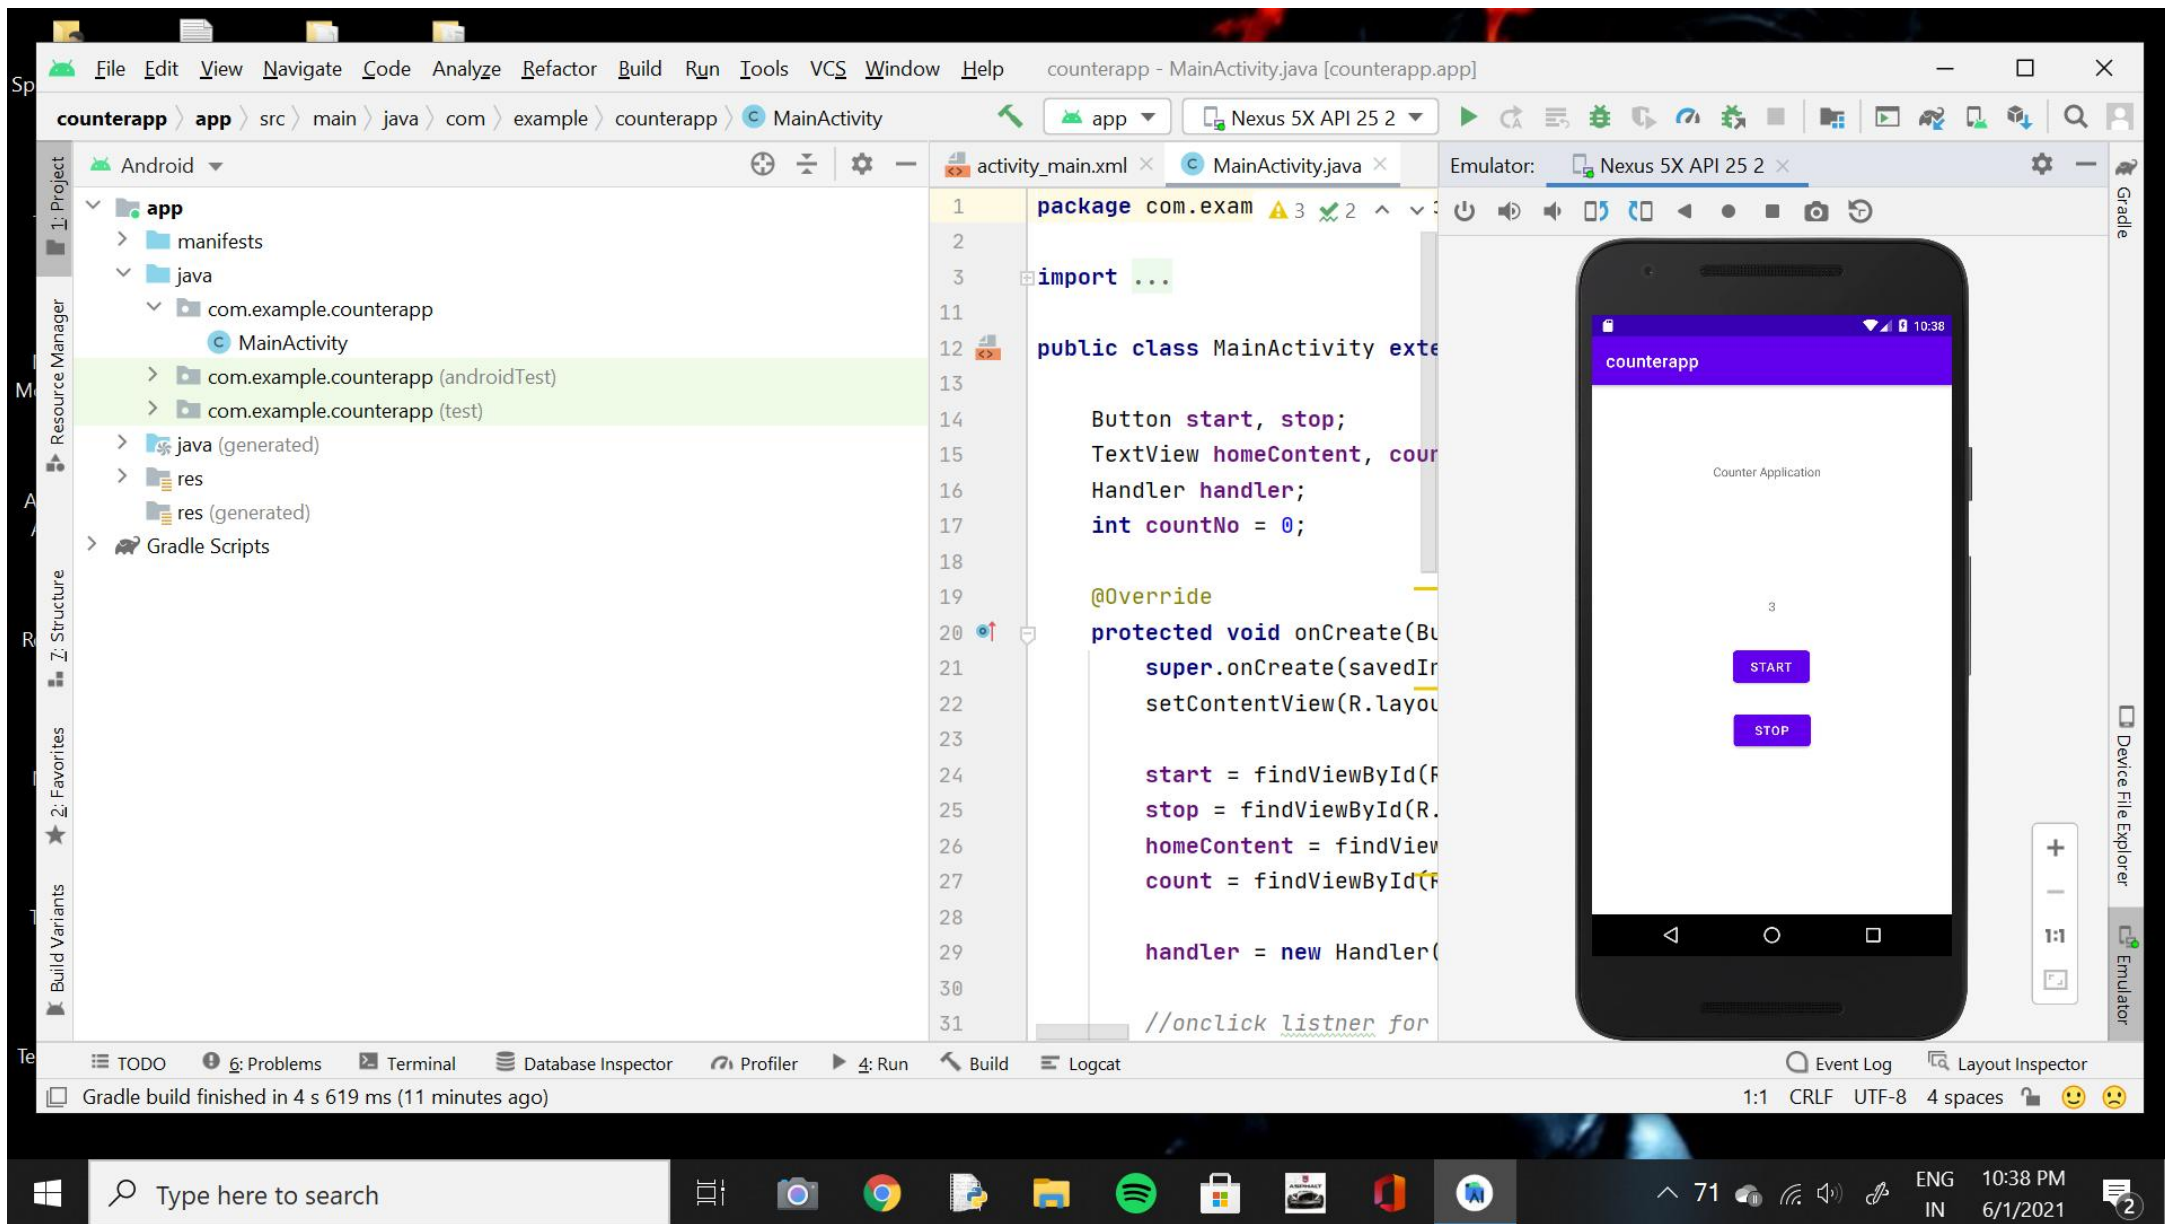 File Edit View Navigate Code Analyze Refactor Build Run Tools VCS Window Help counterapp - MainActivity.java [counterapp.app]
counterapp app src main java com example counterapp MainActivity app Nexus 5X API 25 2
1: Project
Resource Manager
7: Structure
2: Favorites
Build Variants
Android
app
manifests
java
com.example.counterapp
MainActivity
com.example.counterapp (androidTest)
com.example.counterapp (test)
java (generated)
res
res (generated)
Gradle Scripts
activity_main.xml MainActivity.java
3 2
1 package com.exam
2
3 import ...
11
12 public class MainActivity exte
13
14 Button start, stop;
15 TextView homeContent, cour
16 Handler handler;
17 int countNo = 0;
18
19 @Override
20 protected void onCreate(Bu
21 super.onCreate(savedIn
22 setContentView(R.layou
23
24 start = findViewById(R
25 stop = findViewById(R.
26 homeContent = findView
27 count = findViewById(R
28
29 handler = new Handler(
30
31 //onclick listner for
Emulator: Nexus 5X API 25 2
10:38
counterapp
Counter Application
3
START
STOP
1:1
Gradle
Device File Explorer
Emulator
TODO 6: Problems Terminal Database Inspector Profiler 4: Run Build Logcat Event Log Layout Inspector
Gradle build finished in 4 s 619 ms (11 minutes ago) 1:1 CRLF UTF-8 4 spaces
Sp
Type here to search
71
ENG
IN
10:38 PM
6/1/2021
2